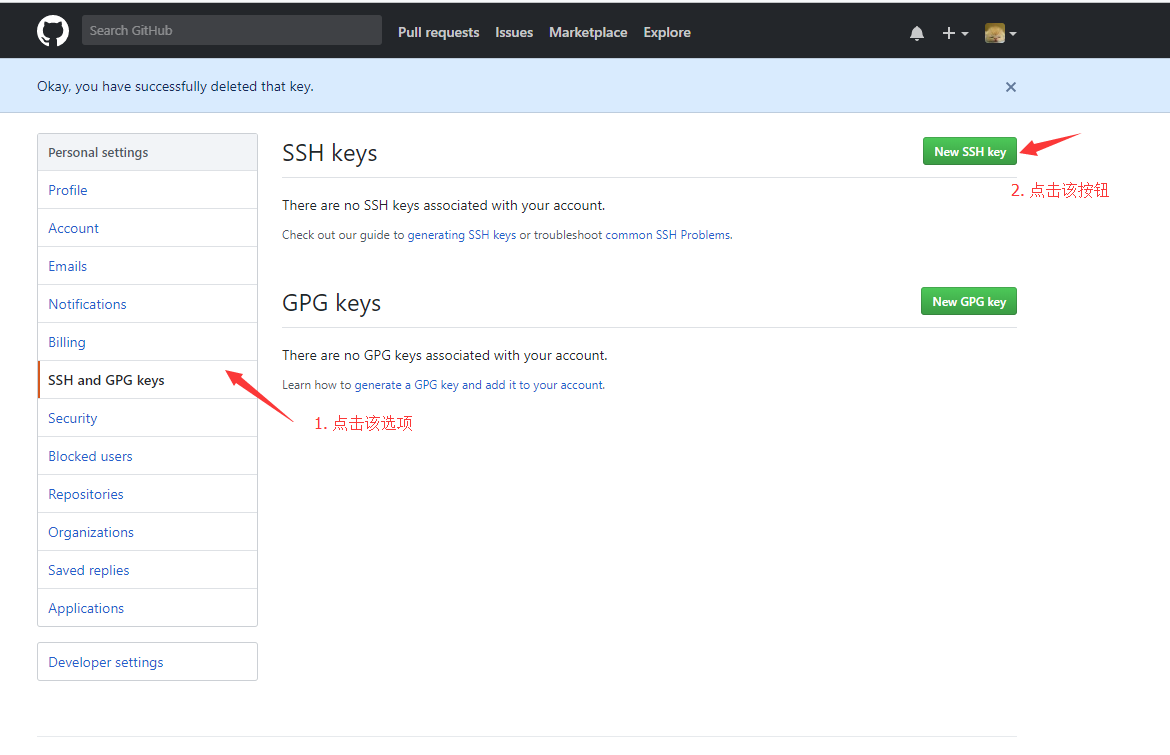 Search GitHub
Pull requests
Issues
Marketplace
Explore
Okay, you have successfully deleted that key.
Personal settings
Profile
Account
Emails
Notifications
Billing
SSH and GPG keys
Security
Blocked users
Repositories
Organizations
Saved replies
Applications
Developer settings
SSH keys
New SSH key
2. 点击该按钮
There are no SSH keys associated with your account.
Check out our guide to generating SSH keys or troubleshoot common SSH Problems.
GPG keys
New GPG key
There are no GPG keys associated with your account.
Learn how to generate a GPG key and add it to your account.
1. 点击该选项